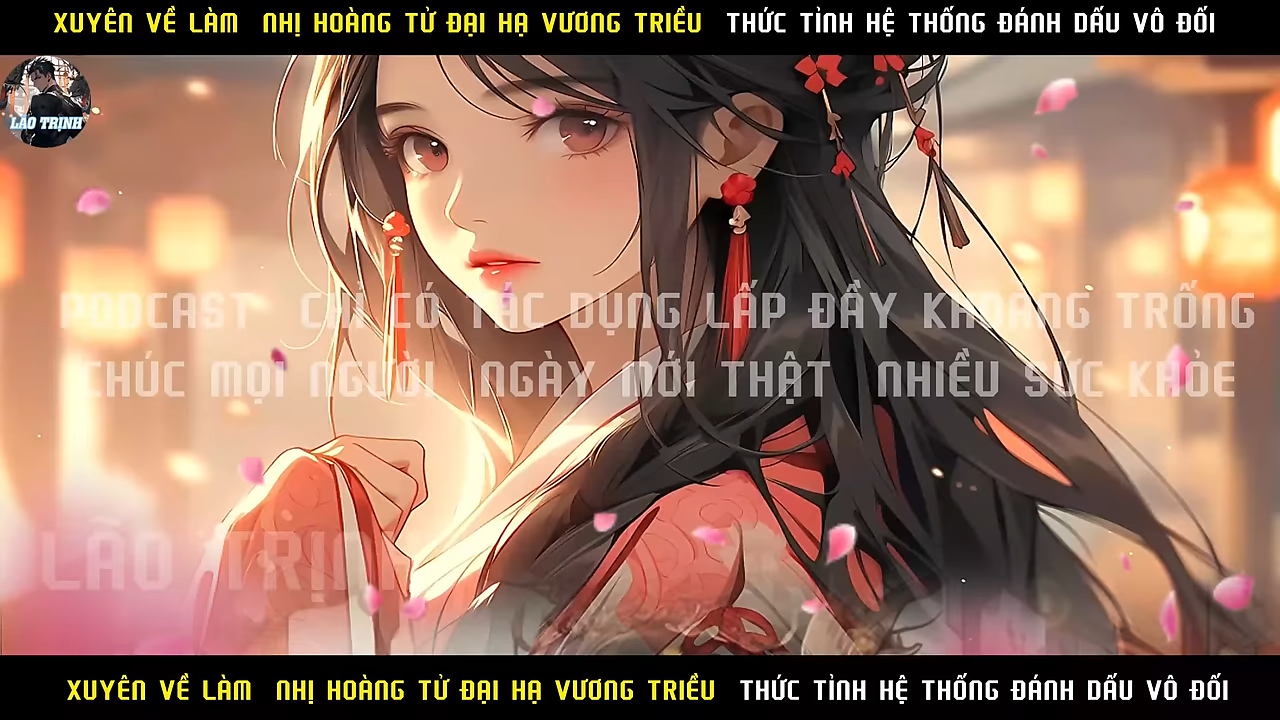 XUYÊN VỀ LÀM NHỊ HOÀNG TỬ ĐẠI HẠ VƯƠNG TRIỀU THỨC TỈNH HỆ THỐNG ĐÁNH DẤU VÔ ĐỐI
LÃO TRỊNH
PODCAST CHỈ CÓ TÁC DỤNG LẤP ĐẦY KHOẢNG TRỐNG
CHÚC MỌI NGƯỜI NGÀY MỚI THẬT NHIỀU SỨC KHỎE
LÃO TRỊNH
XUYÊN VỀ LÀM NHỊ HOÀNG TỬ ĐẠI HẠ VƯƠNG TRIỀU THỨC TỈNH HỆ THỐNG ĐÁNH DẤU VÔ ĐỐI